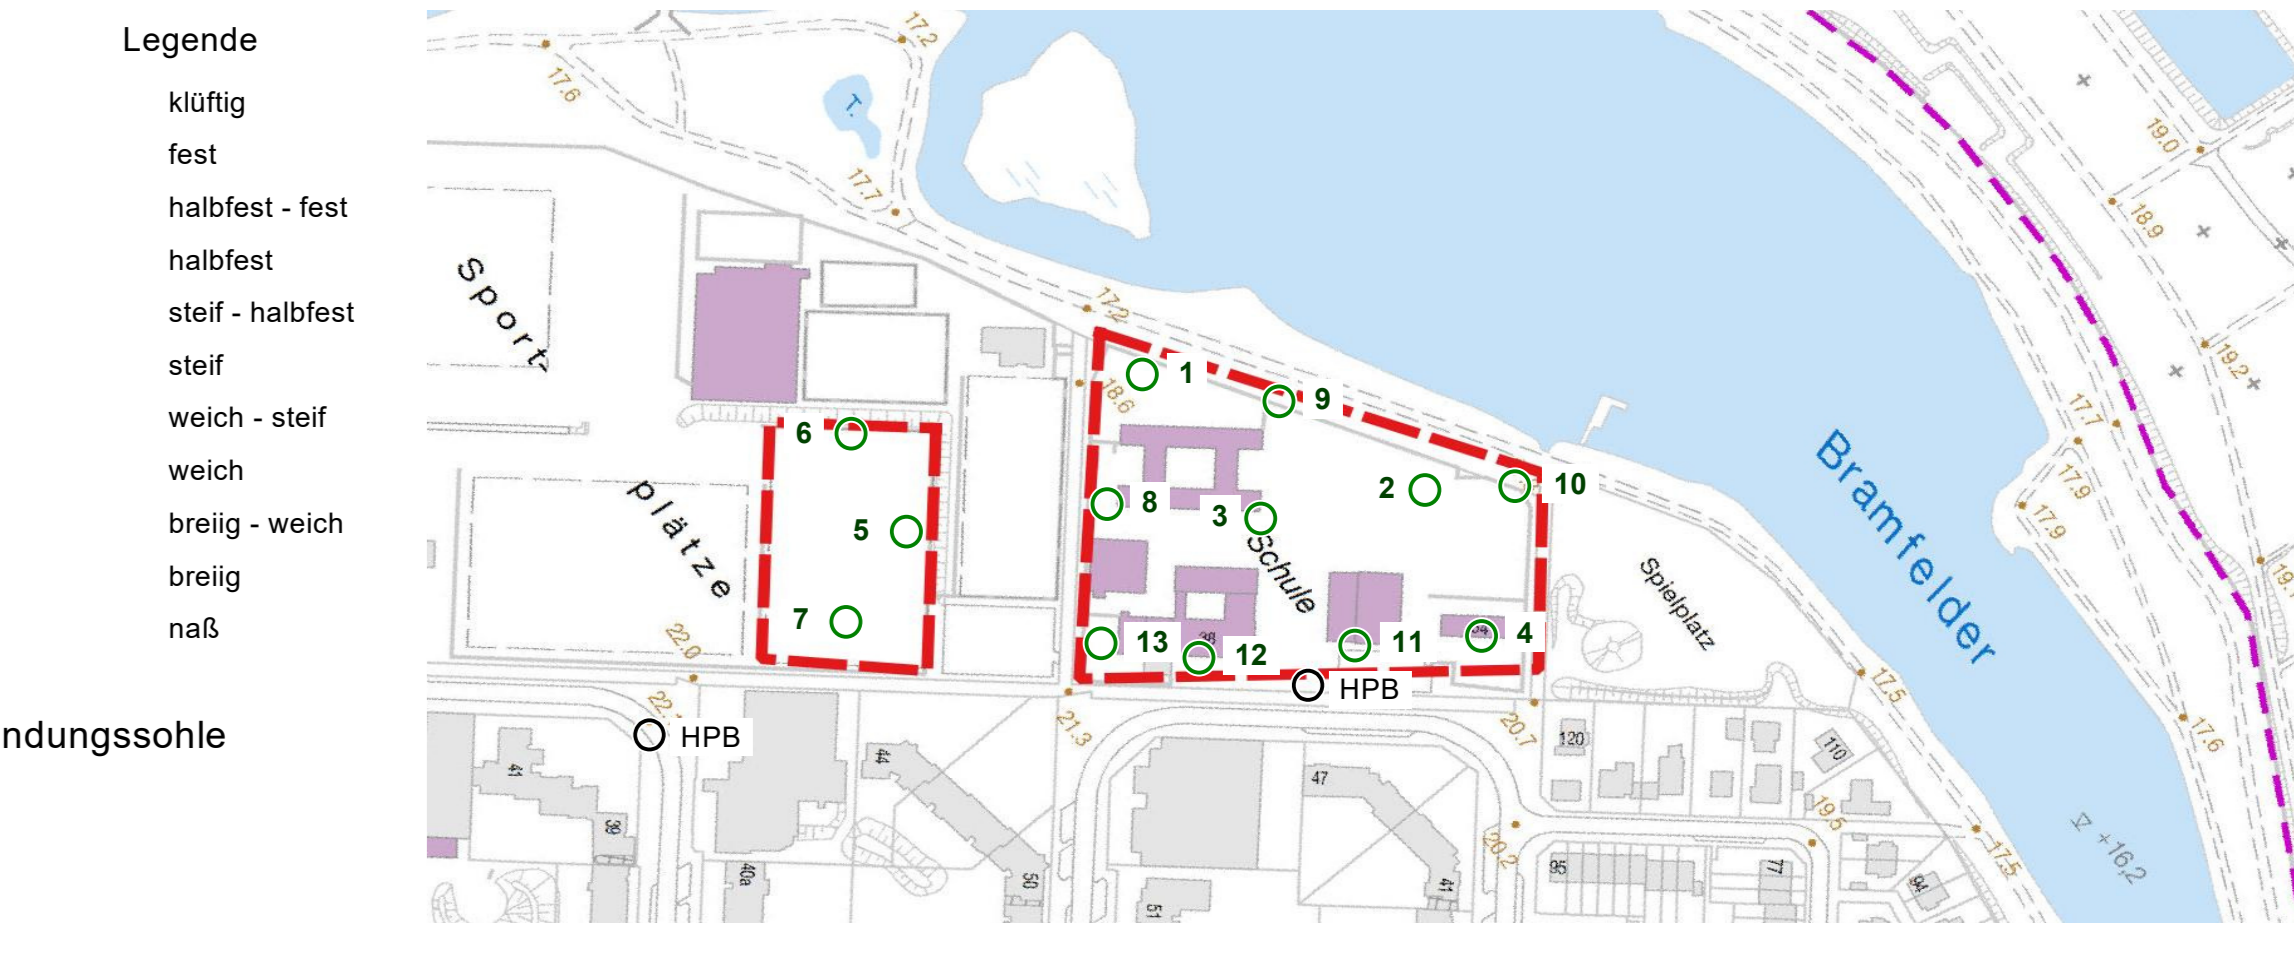 Legende
klüftig
fest
halbfest - fest
halbfest
steif - halbfest
steif
weich - steif
weich
breiig - weich
breiig
naß
ndungssohle
17.2
17.6
T.
17.7
19.0
18.9
Sport-
17.2
19.2
1
18.6
9
17.7
6
2
10
17.9
8
3
17.9
5
plätze
Schule
Bramfelder
Spielplatz
7
22.0
13
38
12
11
4
HPB
17.5
HPB
21.3
20.7
17.6
41
44
47
120
110
39
19.5
+16,2
20.2
17.5
40a
50
51
41
95
77
94